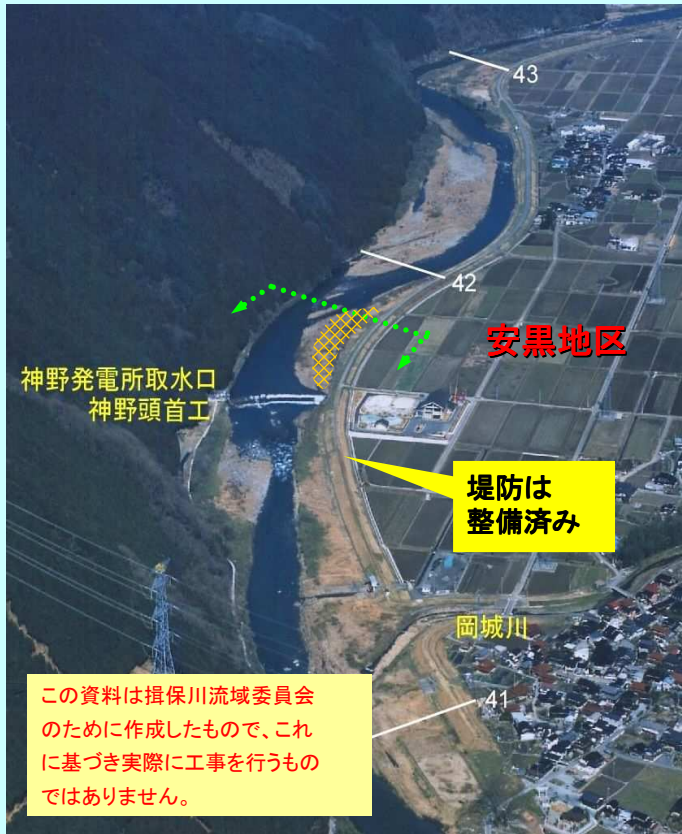 43
42
安黒地区
神野発電所取水口
神野頭首工
堤防は
整備済み
岡城川
41
この資料は揖保川流域委員会
のために作成したもので、これ
に基づき実際に工事を行うもの
ではありません。